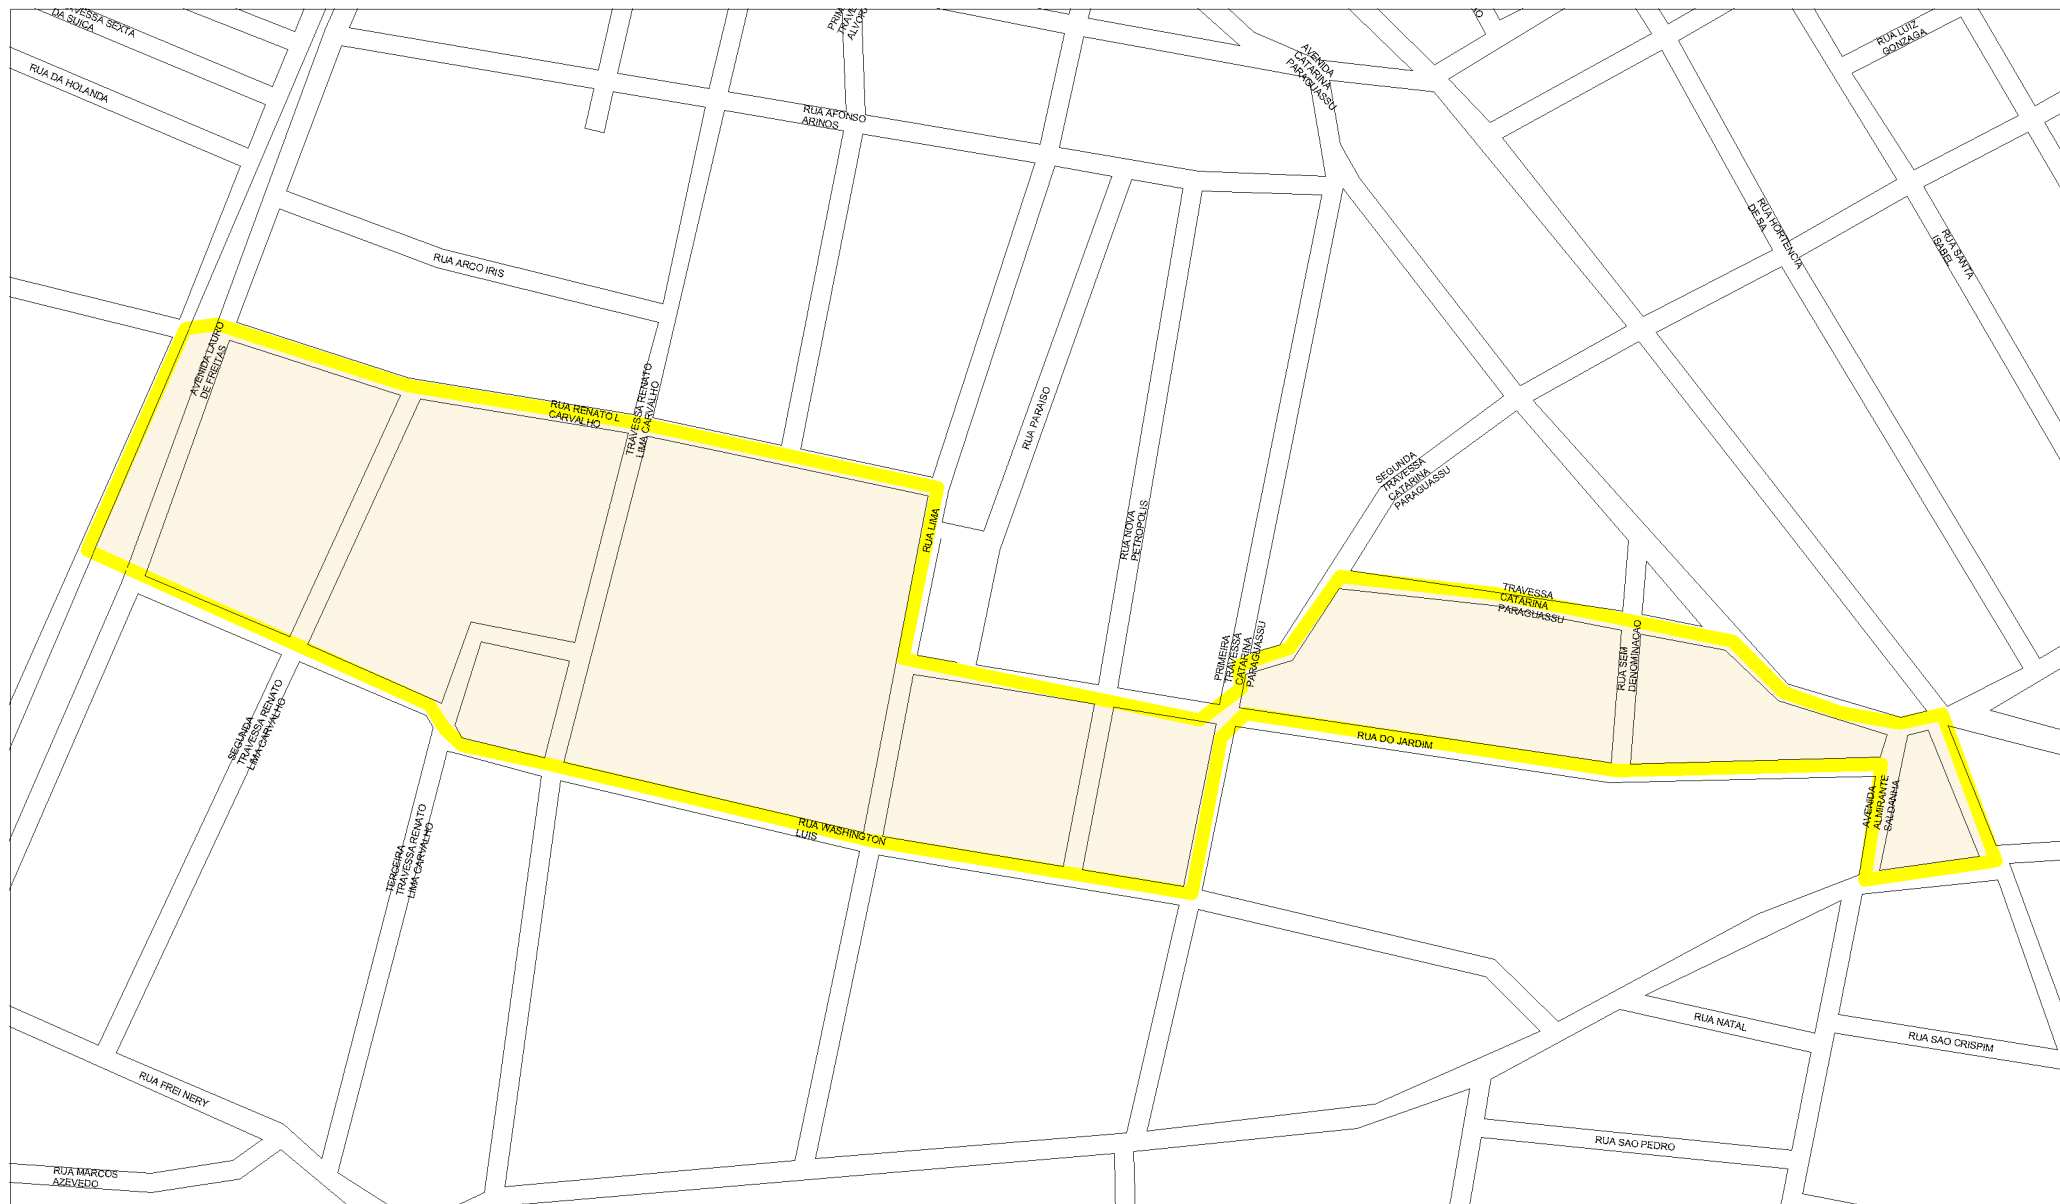 DA SUICA
RUA DA HOLANDA
RUA AFONSO
ARINOS
AVENIDA
CATARINA
PARAGUASSU
RUA LUIZ
GONZAGA
RUA HORTENCIA
DE SA
RUA SANTA
ISABEL
RUA ARCO IRIS
AVENIDA LAURO
DE FREITAS
RUA RENATO L
CARVALHO
TRAVESSA RENATO
LIMA CARVALHO
RUA PARAISO
RUA LIMA
RUA NOVA
PETROPOLIS
SEGUNDA
TRAVESSA
CATARINA
PARAGUASSU
TRAVESSA
CATARINA
PARAGUASSU
PRIMEIRA
TRAVESSA
CATARINA
PARAGUASSU
RUA SEM
DENOMINACAO
RUA DO JARDIM
AVENIDA
ALMIRANTE
SALDANHA
SEGUNDA
TRAVESSA RENATO
LIMA CARVALHO
TERCEIRA
TRAVESSA RENATO
LIMA CARVALHO
RUA WASHINGTON
LUIS
RUA NATAL
RUA SAO CRISPIM
RUA FREI NERY
RUA SAO PEDRO
RUA MARCOS
AZEVEDO